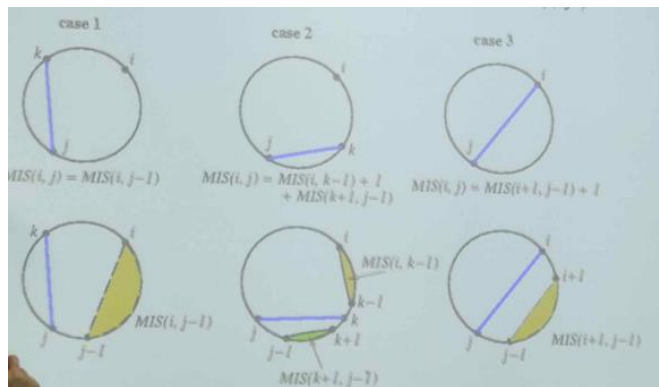 case 1
case 2
case 3
k
i
j
i
j
k
i
j
MIS(i, j) = MIS(i, j-1)
MIS(i, j) = MIS(i, k-1) + 1
+ MIS(k+1, j-1)
MIS(i, j) = MIS(i+1, j-1) + 1
k
i
j
j-1
MIS(i, j-1)
i
MIS(i, k-1)
k-1
k
j
j-1
k+1
MIS(k+1, j-1)
i
i+1
j
j-1
MIS(i+1, j-1)